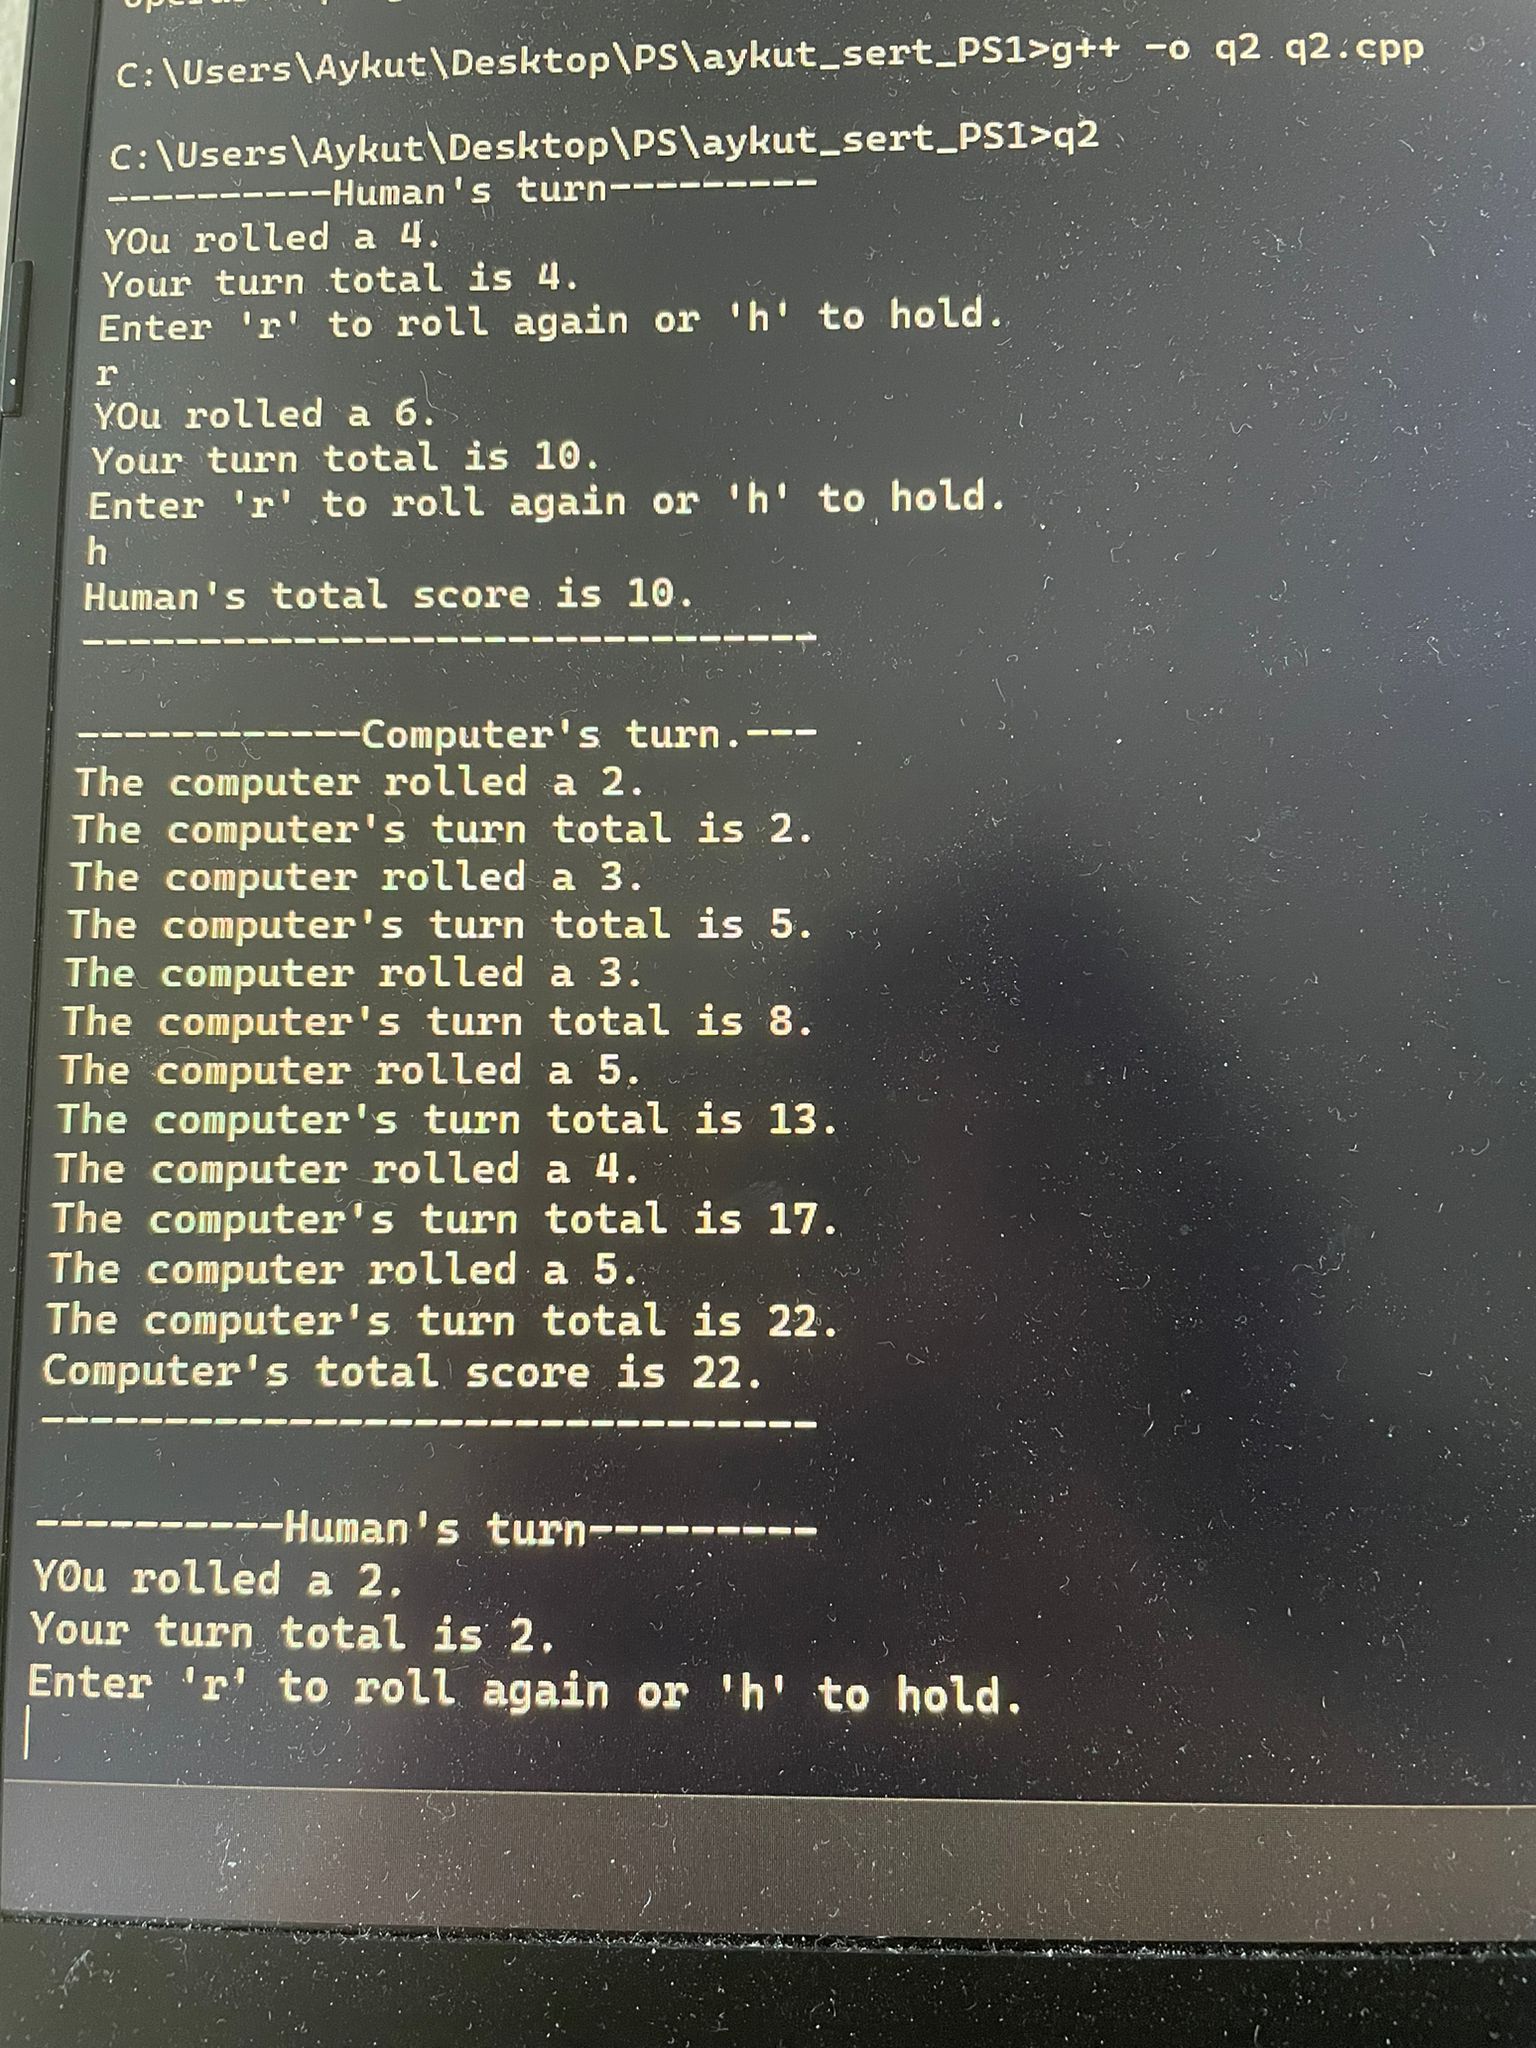 C:\Users\Aykut\Desktop\PS\aykut_sert_PS1>g++ -o q2 q2.cpp
C:\Users\Aykut\Desktop\PS\aykut_sert_PS1>q2
----------Human's turn---------
YOu rolled a 4.
Your turn total is 4.
Enter 'r' to roll again or 'h' to hold.
r
YOu rolled a 6.
Your turn total is 10.
Enter 'r' to roll again or 'h' to hold.
h
Human's total score is 10.
--------------------------------
------------Computer's turn.---
The computer rolled a 2.
The computer's turn total is 2.
The computer rolled a 3.
The computer's turn total is 5.
The computer rolled a 3.
The computer's turn total is 8.
The computer rolled a 5.
The computer's turn total is 13.
The computer rolled a 4.
The computer's turn total is 17.
The computer rolled a 5.
The computer's turn total is 22.
Computer's total score is 22.
--------------------------------
----------Human's turn---------
YOu rolled a 2.
Your turn total is 2.
Enter 'r' to roll again or 'h' to hold.